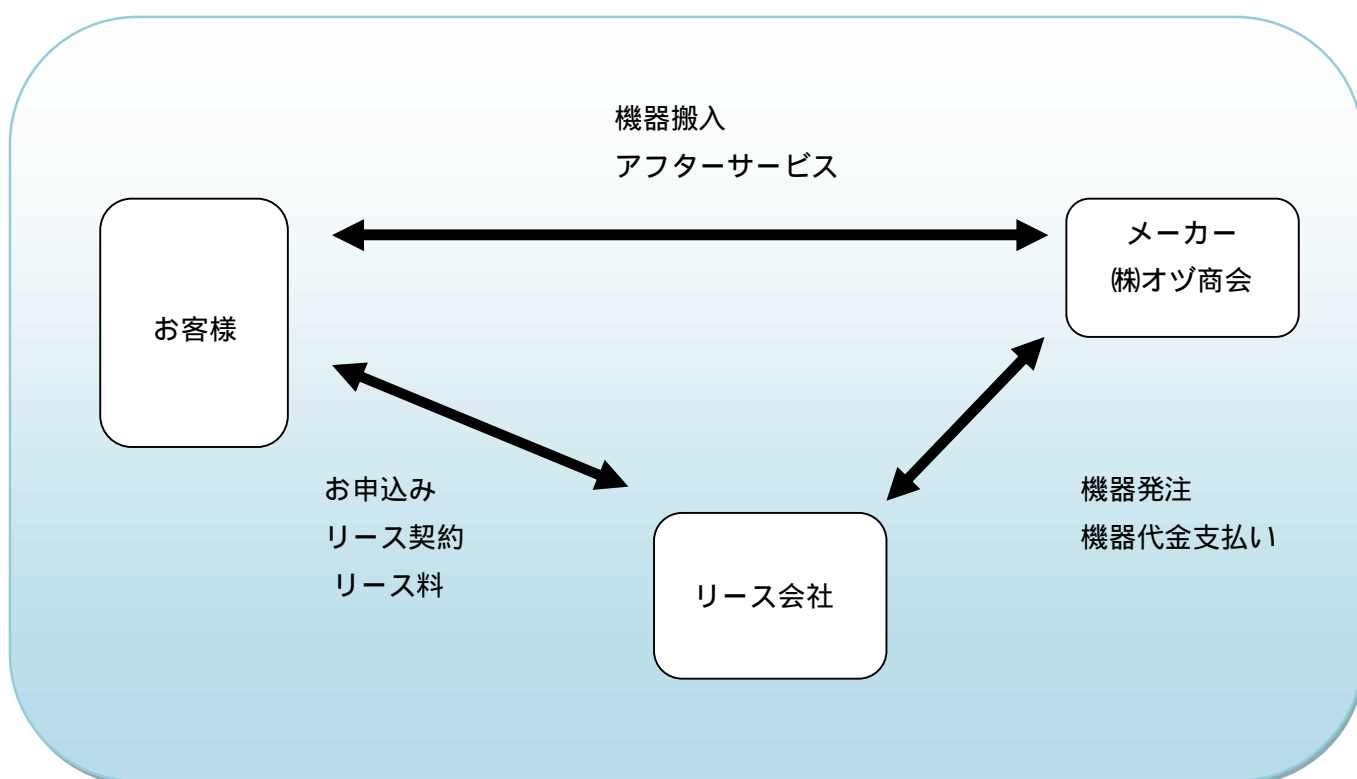 機器搬入
アフターサービス
メーカー
㈱オヅ商会
お客様
お申込み
リース契約
リース料
機器発注
機器代金支払い
リース会社